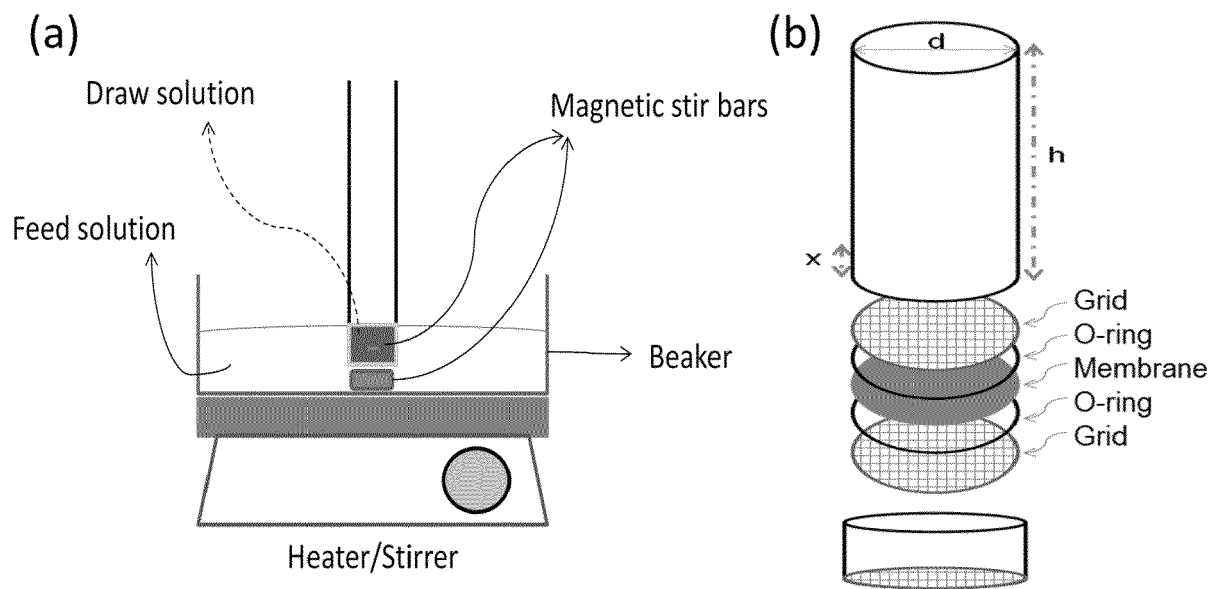 (a)
Draw solution
Magnetic stir bars
Feed solution
Beaker
Heater/Stirrer
(b)
d
h
x
Grid
O-ring
Membrane
O-ring
Grid